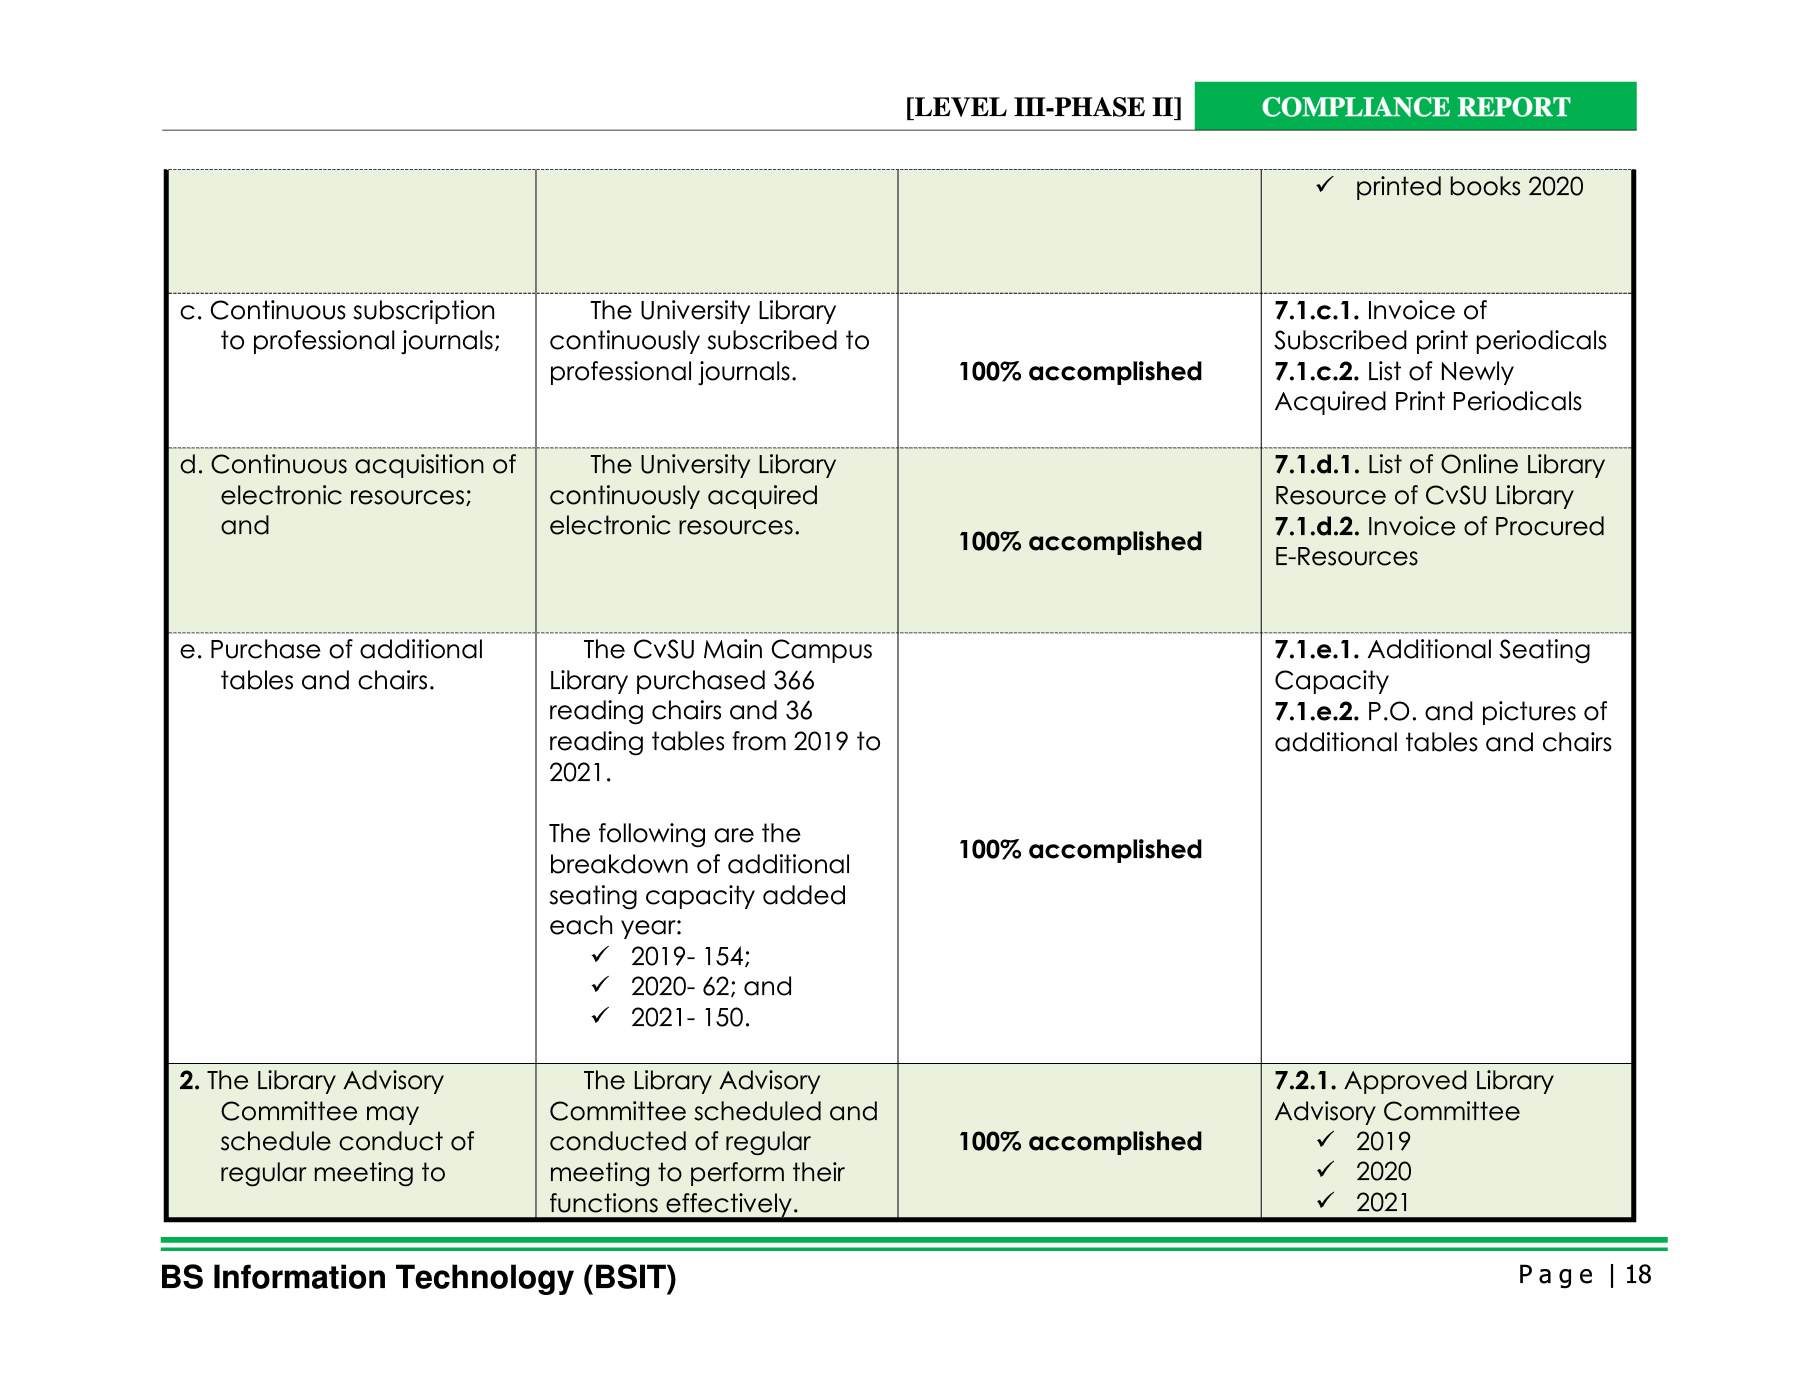 [LEVEL III-PHASE II] COMPLIANCE REPORT
✓ printed books 2020
c. Continuous subscription
to professional journals;
The University Library
continuously subscribed to
professional journals.
100% accomplished
7.1.c.1. Invoice of
Subscribed print periodicals
7.1.c.2. List of Newly
Acquired Print Periodicals
d. Continuous acquisition of
electronic resources;
and
The University Library
continuously acquired
electronic resources.
100% accomplished
7.1.d.1. List of Online Library
Resource of CvSU Library
7.1.d.2. Invoice of Procured
E-Resources
e. Purchase of additional
tables and chairs.
The CvSU Main Campus
Library purchased 366
reading chairs and 36
reading tables from 2019 to
2021.
The following are the
breakdown of additional
seating capacity added
each year:
✓ 2019- 154;
✓ 2020- 62; and
✓ 2021- 150.
100% accomplished
7.1.e.1. Additional Seating
Capacity
7.1.e.2. P.O. and pictures of
additional tables and chairs
2. The Library Advisory
Committee may
schedule conduct of
regular meeting to
The Library Advisory
Committee scheduled and
conducted of regular
meeting to perform their
functions effectively.
100% accomplished
7.2.1. Approved Library
Advisory Committee
✓ 2019
✓ 2020
✓ 2021
BS Information Technology (BSIT)
Page | 18